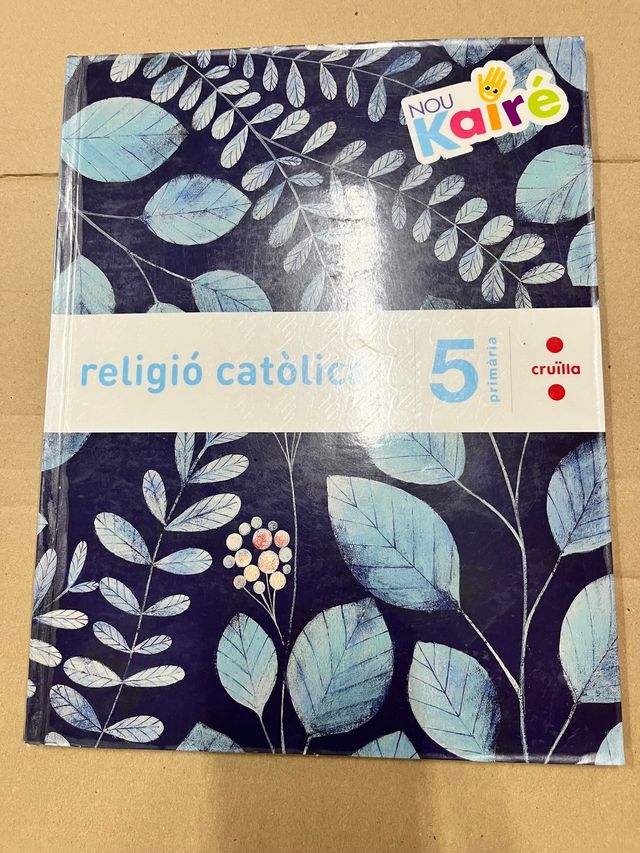 NOU
Kairé
religió catòlica
5
primària
cruïlla